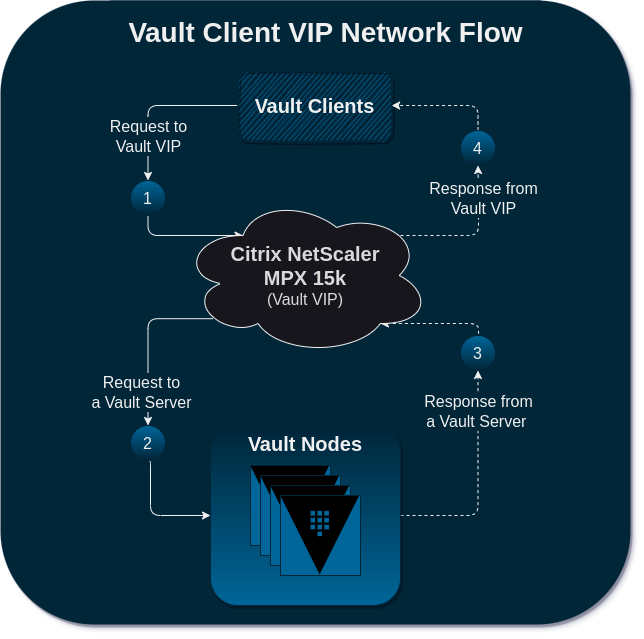 Vault Client VIP Network Flow
Vault Clients
Request to
Vault VIP
1
4
Response from
Vault VIP
Citrix NetScaler
MPX 15k
(Vault VIP)
3
Request to
a Vault Server
Response from
a Vault Server
2
Vault Nodes